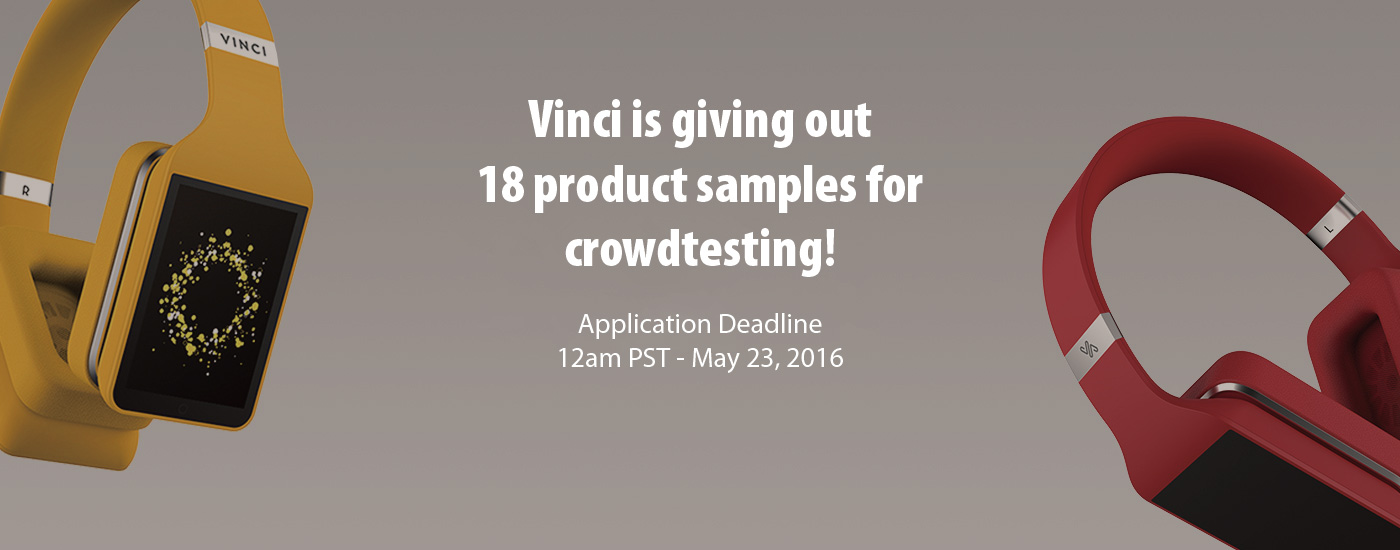 VINCI
R
Vinci is giving out
18 product samples for
crowdtesting!
Application Deadline
12am PST - May 23, 2016
L